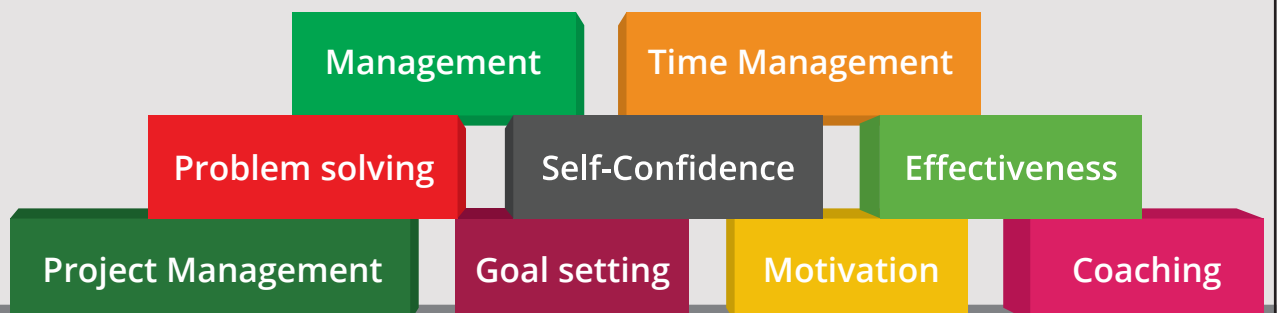 Management
Time Management
Problem solving
Self-Confidence
Effectiveness
Project Management
Goal setting
Motivation
Coaching